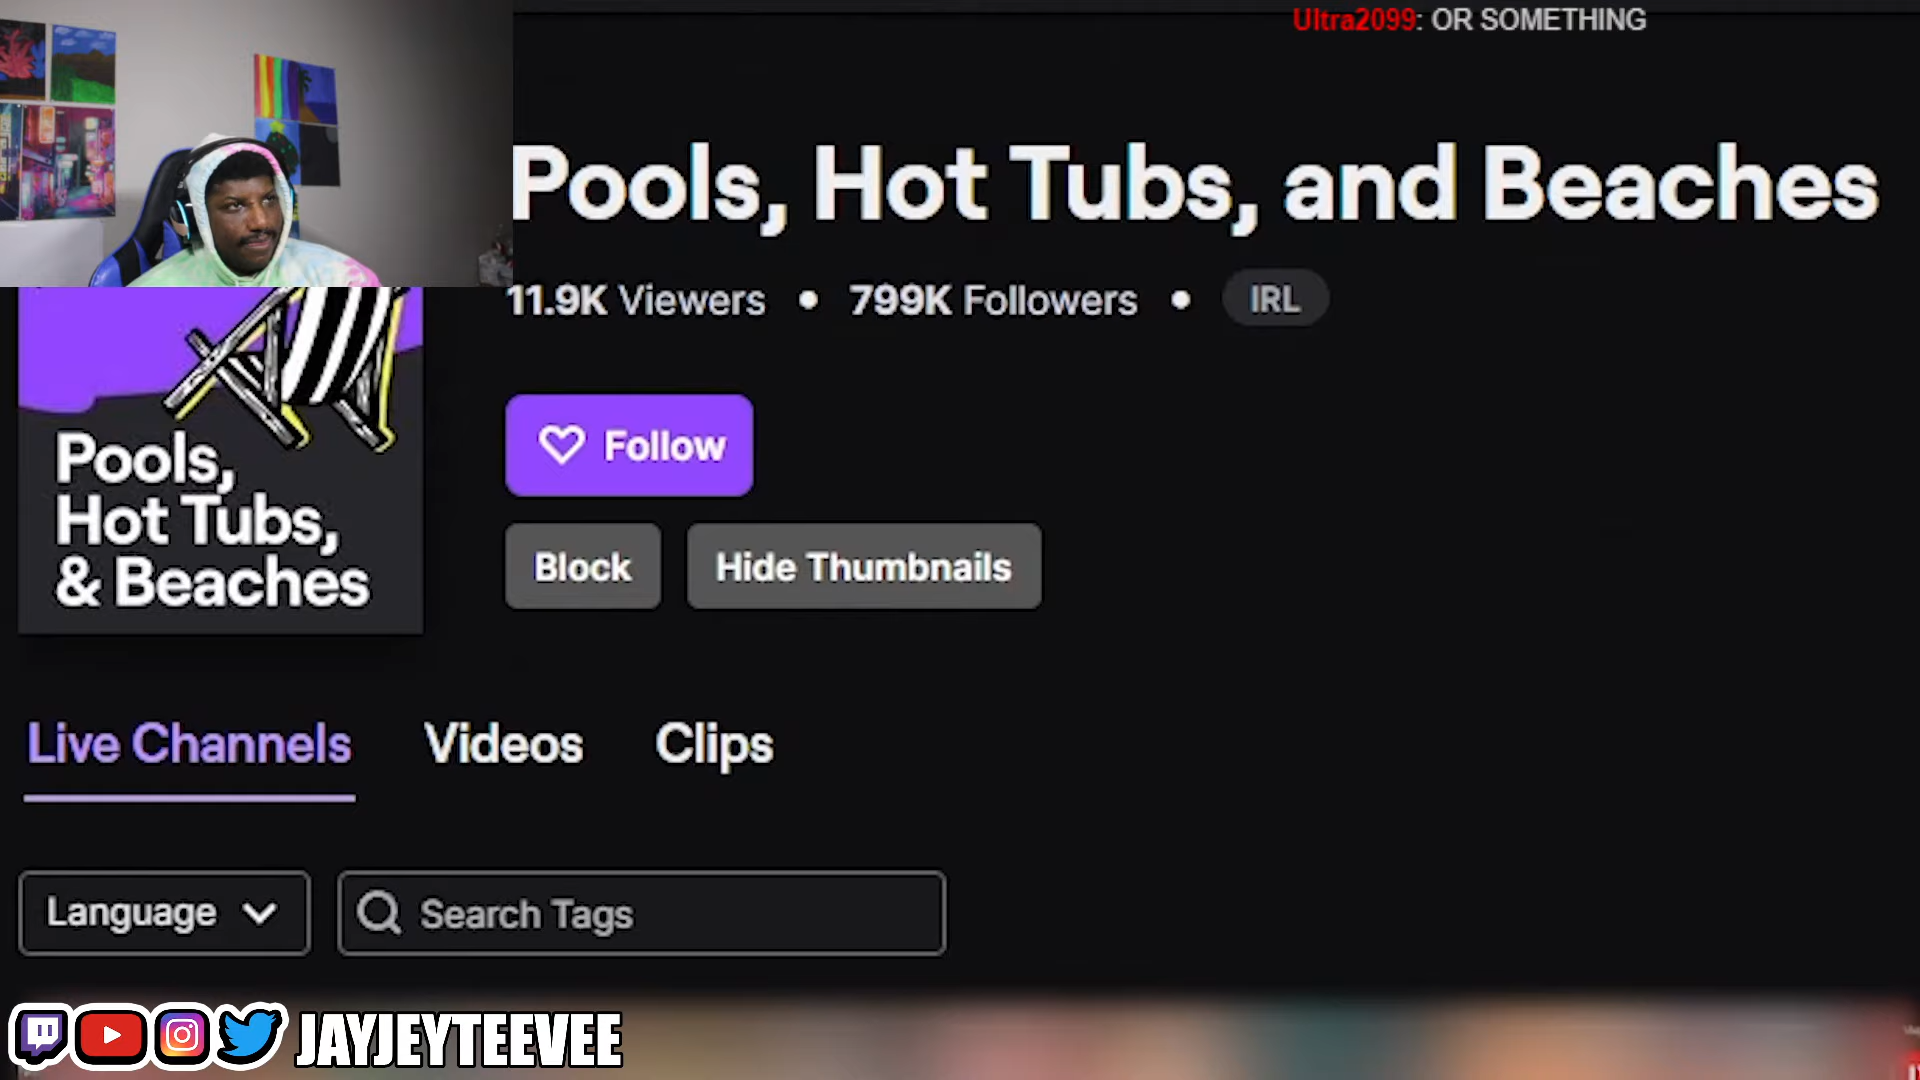 Ultra2099: OR SOMETHING
Pools, Hot Tubs, and Beaches
11.9K Viewers • 799K Followers • IRL
Follow
Block
Hide Thumbnails
Pools,
Hot Tubs,
& Beaches
Live Channels
Videos
Clips
Language
Search Tags
JAYJEYTEEVEE